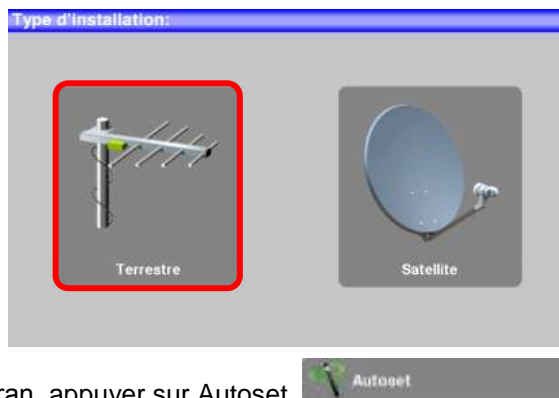 Type d'installation:
Terrestre
Satellite
ran, appuyer sur Autoset
Autoset